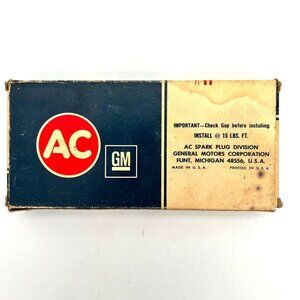 AC
GM
IMPORTANT—Check Gap before installing
INSTALL @ 15 LBS. FT.
AC SPARK PLUG DIVISION
GENERAL MOTORS CORPORATION
FLINT, MICHIGAN 48556, U.S.A.
MADE IN U.S.A. PRINTED IN U.S.A.